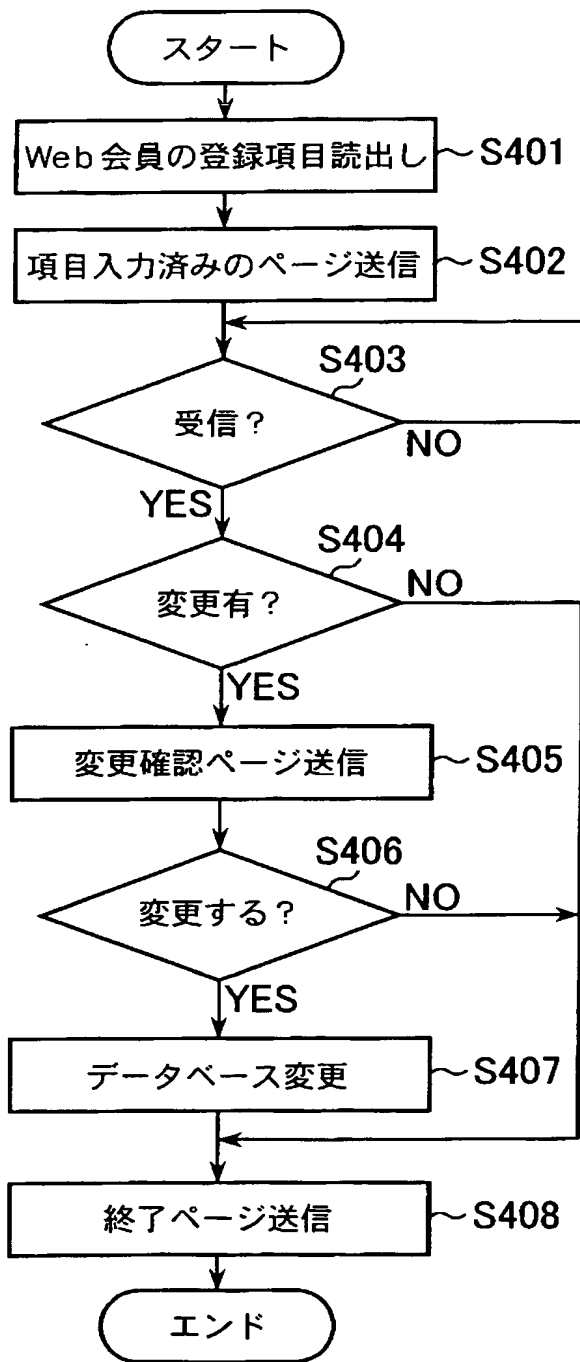 スタート
Web会員の登録項目読出し
S401
項目入力済みのページ送信
S402
S403
受信？
NO
YES
S404
変更有？
NO
YES
変更確認ページ送信
S405
S406
変更する？
NO
YES
データベース変更
S407
終了ページ送信
S408
エンド